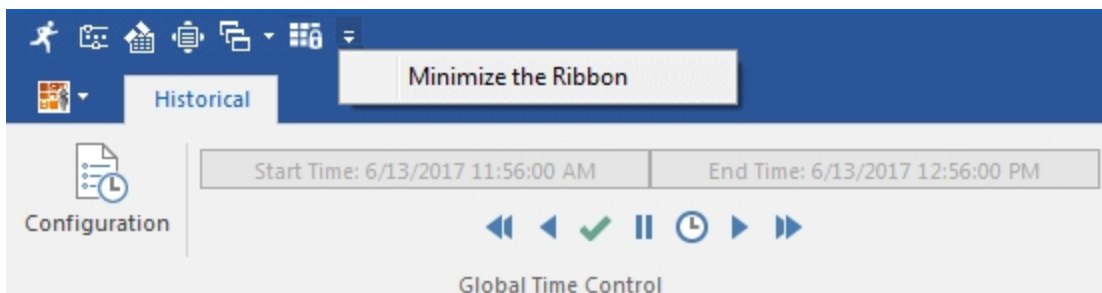 Minimize the Ribbon
Historical
Start Time: 6/13/2017 11:56:00 AM
End Time: 6/13/2017 12:56:00 PM
Configuration
Global Time Control